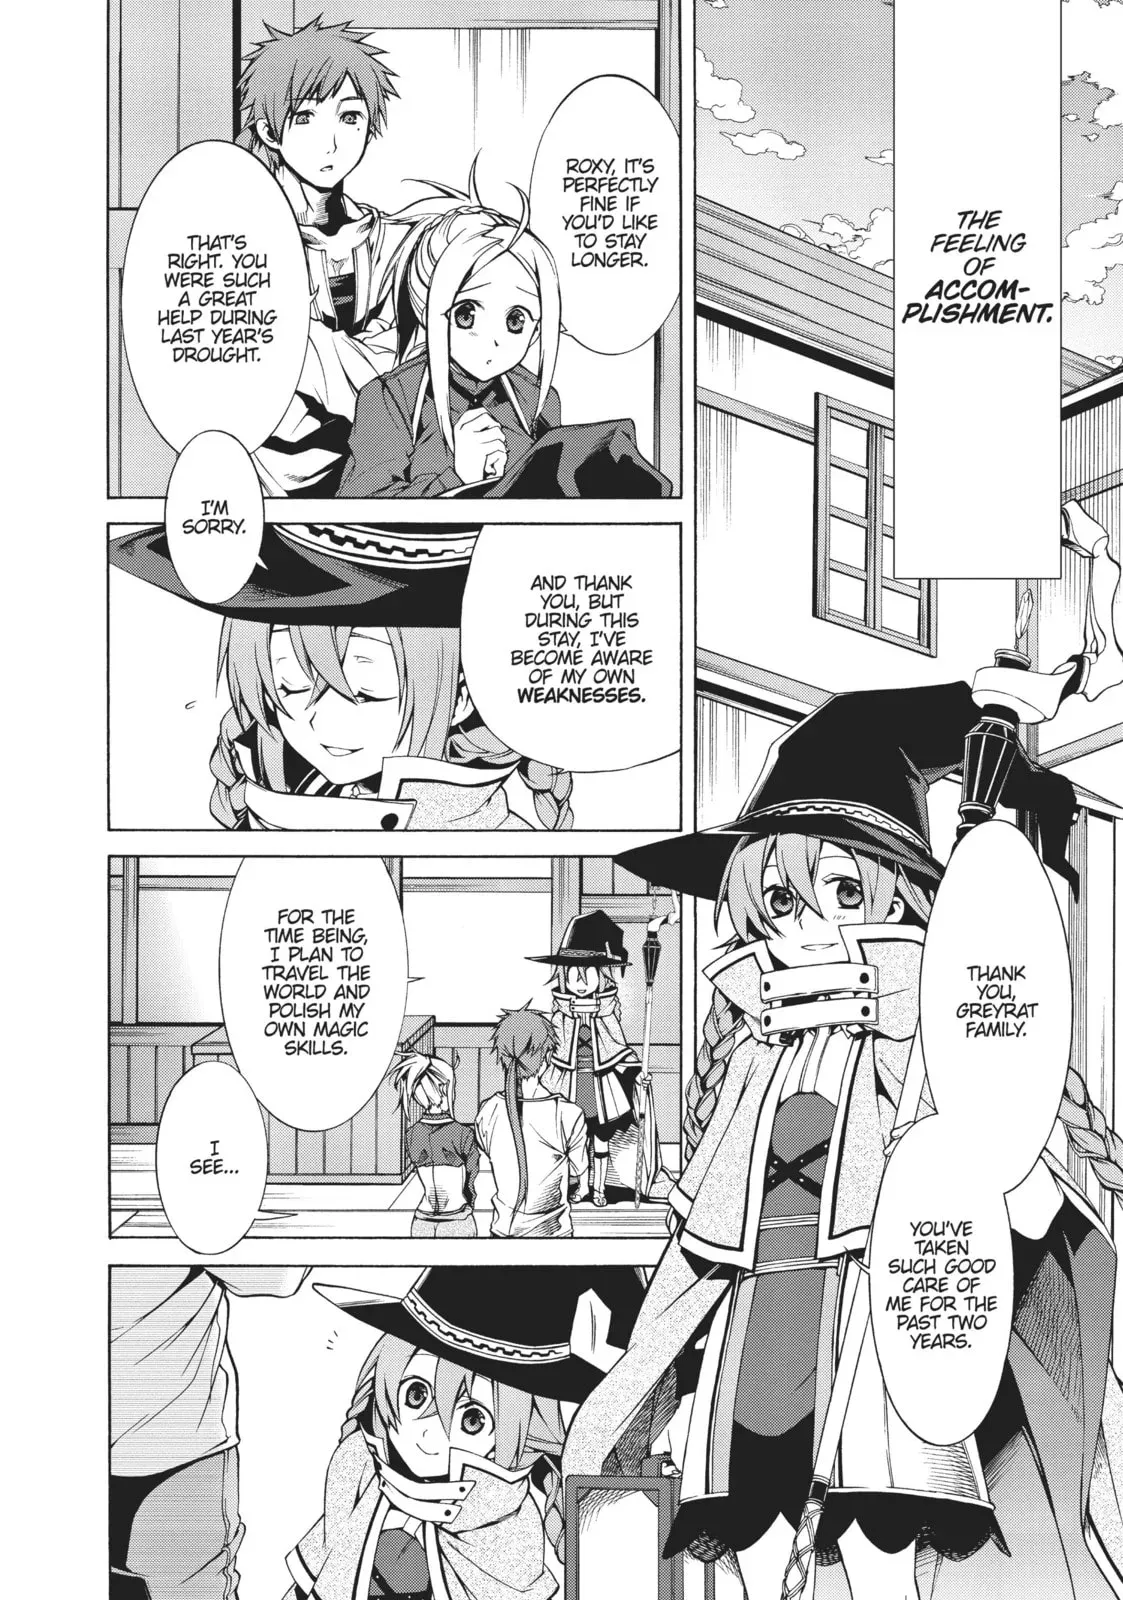 THE
FEELING
OF
ACCOM-
PLISHMENT.
THANK
YOU,
GREYRAT
FAMILY.
YOU'VE
TAKEN
SUCH GOOD
CARE OF
ME FOR THE
PAST TWO
YEARS.
ROXY, IT'S
PERFECTLY
FINE IF
YOU'D LIKE
TO STAY
LONGER.
THAT'S
RIGHT. YOU
WERE SUCH
A GREAT
HELP DURING
LAST YEAR'S
DROUGHT.
I'M
SORRY.
AND THANK
YOU, BUT
DURING THIS
STAY, I'VE
BECOME AWARE
OF MY OWN
WEAKNESSES.
FOR THE
TIME BEING,
I PLAN TO
TRAVEL THE
WORLD AND
POLISH MY
OWN MAGIC
SKILLS.
I
SEE...